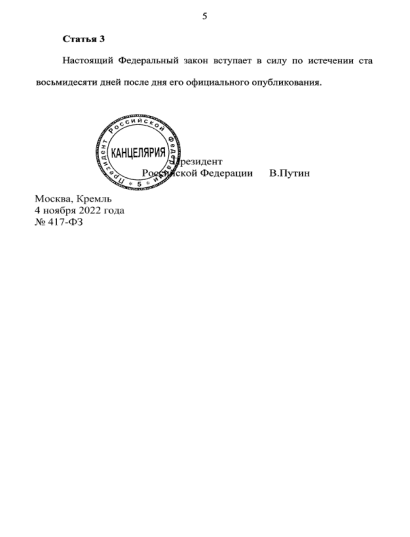 5
Статья 3
Настоящий Федеральный закон вступает в силу по истечении ста
восьмидесяти дней после дня его официального опубликования.
Президент Российской Федерации
КАНЦЕЛЯРИЯ
* 5 *
Президент
Российской Федерации В.Путин
Москва, Кремль
4 ноября 2022 года
№ 417-ФЗ